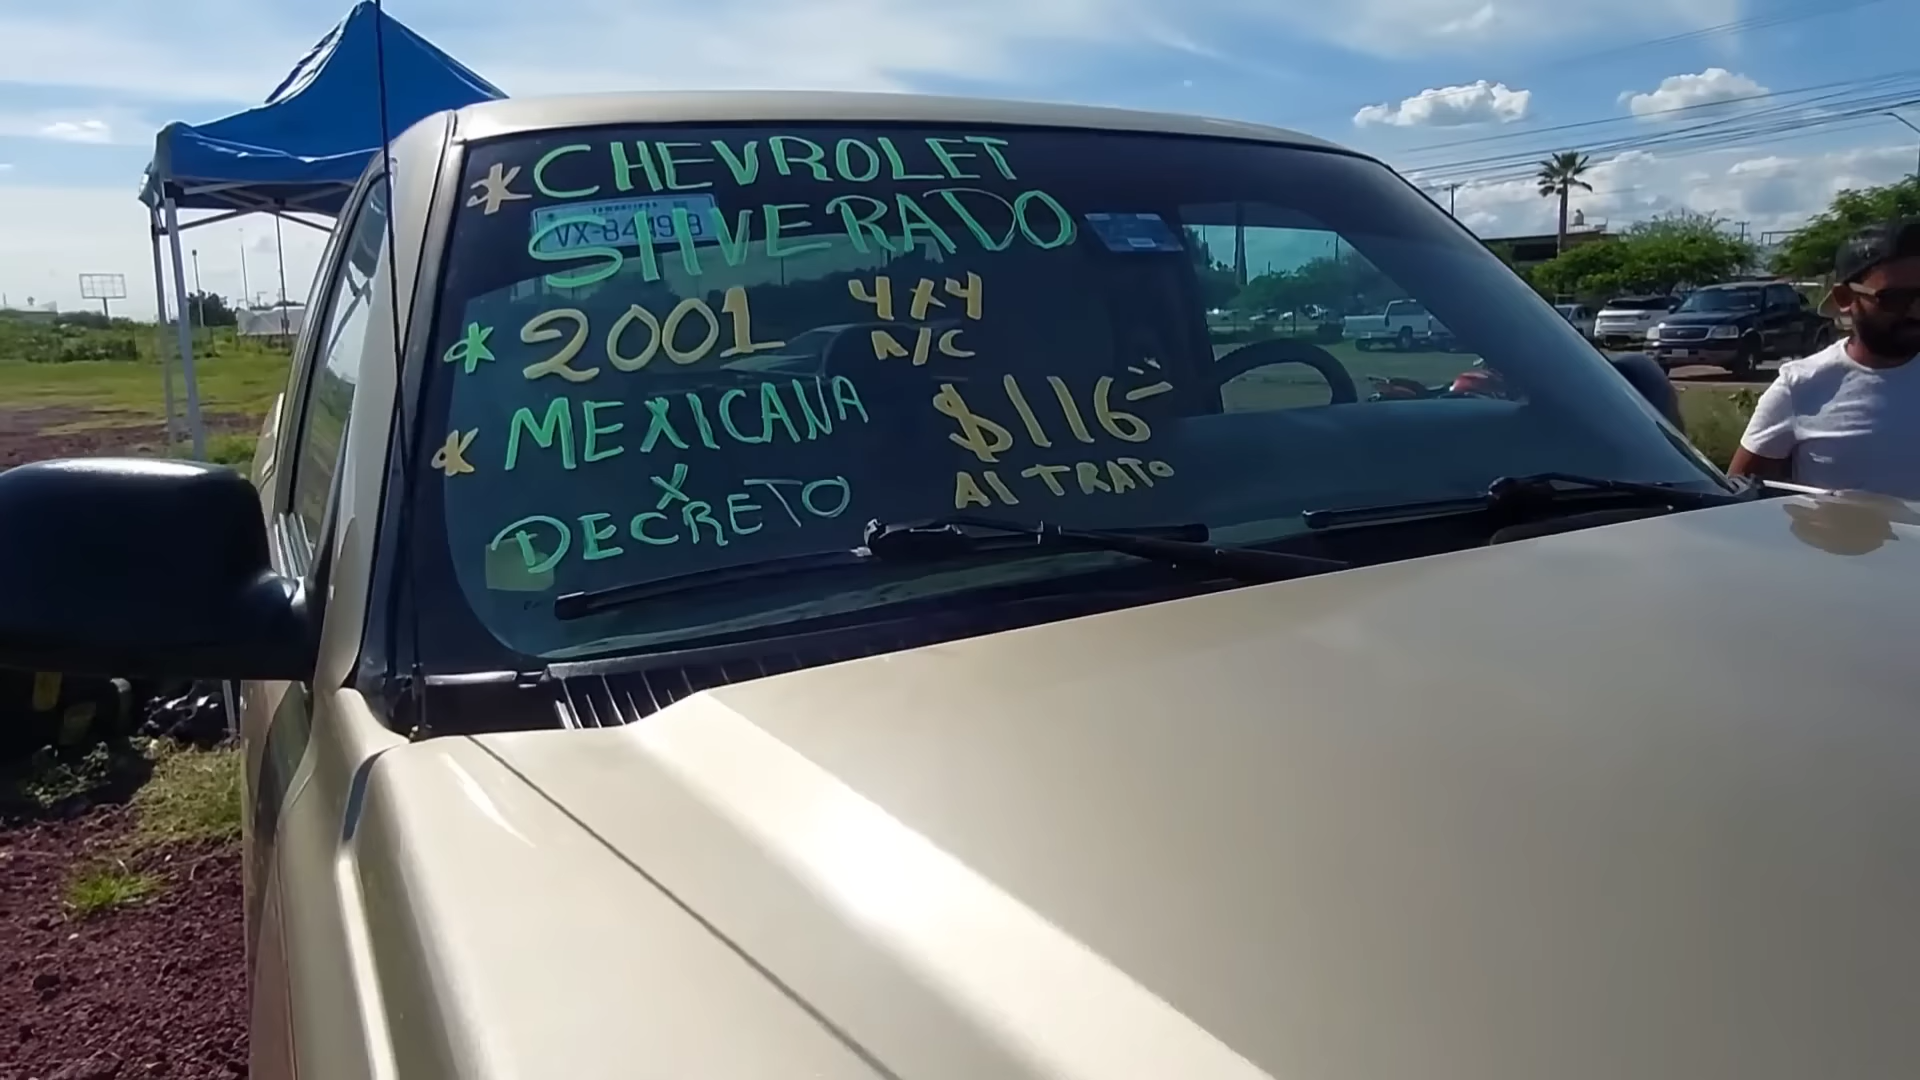 *CHEVROLET
SILVERADO
*2001 4x4
A/C
*MEXICANA $116"
X AL TRATO
DECRETO